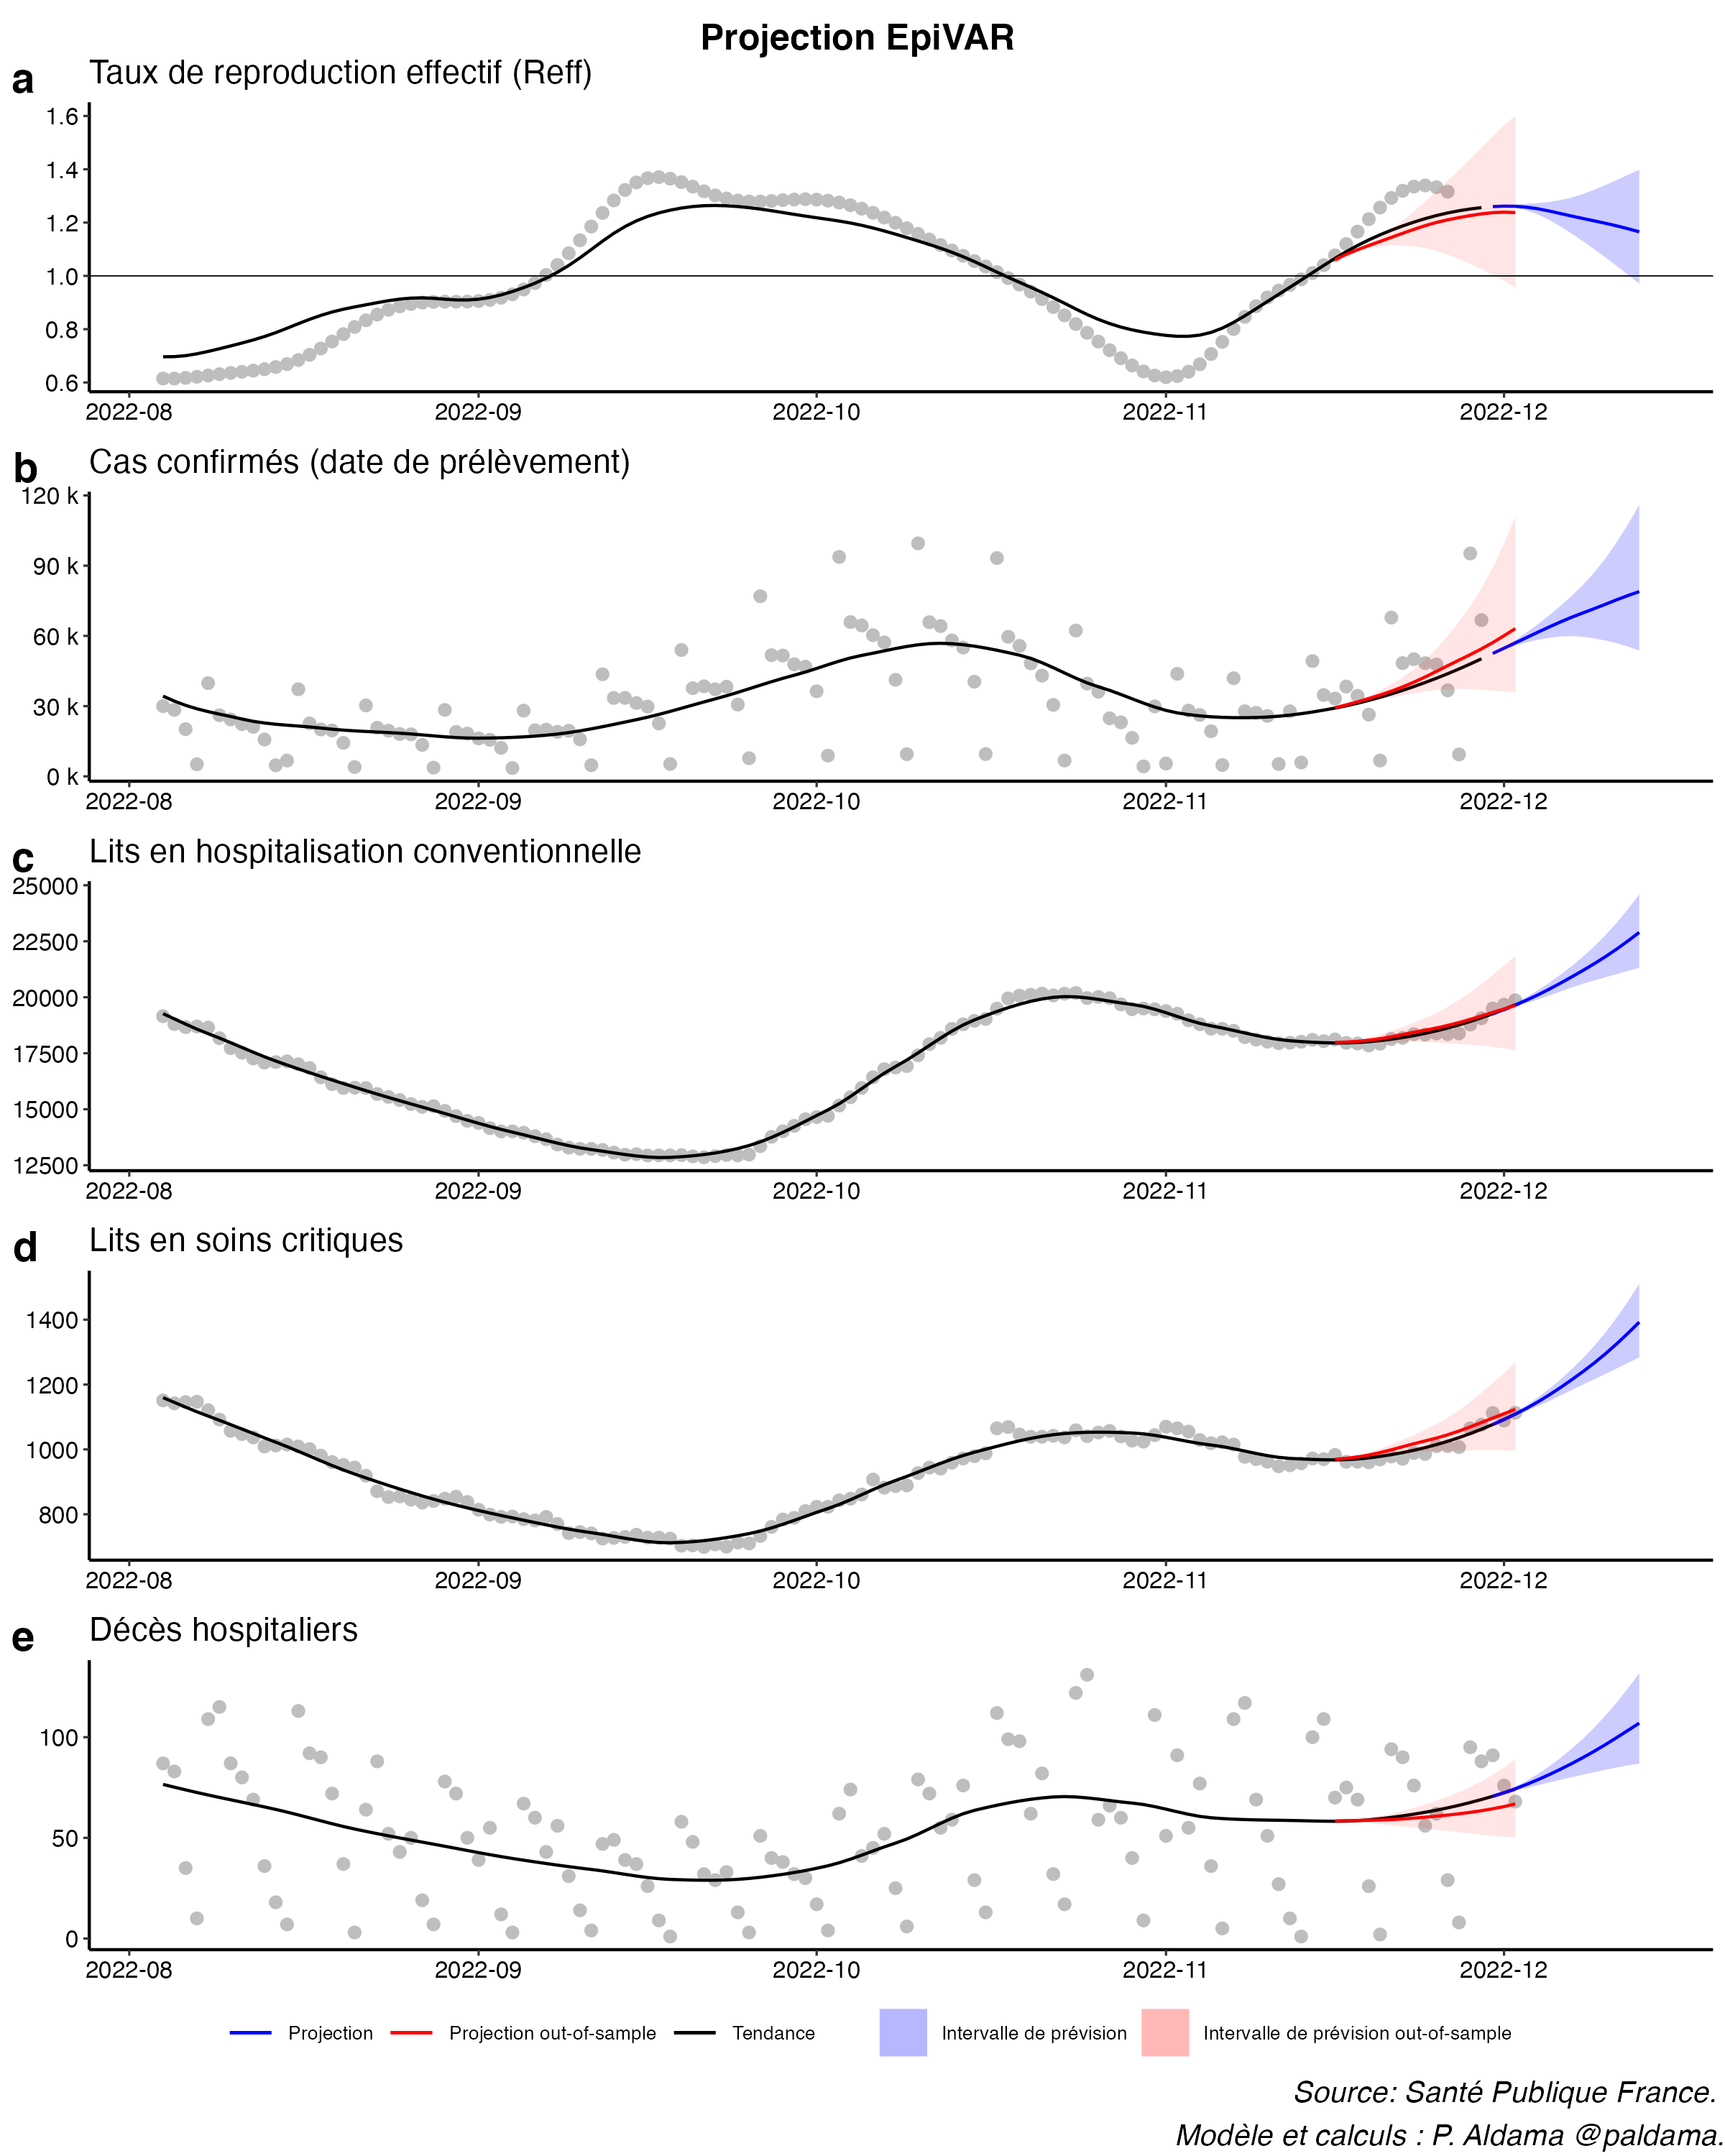 Projection EpiVAR
a
Taux de reproduction effectif (Reff)
1.6
1.4
1.2
1.0
0.8
0.6
2022-08 2022-09 2022-10 2022-11 2022-12
b
Cas confirmés (date de prélèvement)
120 k
90 k
60 k
30 k
0 k
2022-08 2022-09 2022-10 2022-11 2022-12
c
Lits en hospitalisation conventionnelle
25000
22500
20000
17500
15000
12500
2022-08 2022-09 2022-10 2022-11 2022-12
d
Lits en soins critiques
1400
1200
1000
800
2022-08 2022-09 2022-10 2022-11 2022-12
e
Décès hospitaliers
100
50
0
2022-08 2022-09 2022-10 2022-11 2022-12
Projection Projection out-of-sample Tendance Intervalle de prévision Intervalle de prévision out-of-sample
Source: Santé Publique France.
Modèle et calculs : P. Aldama @paldama.